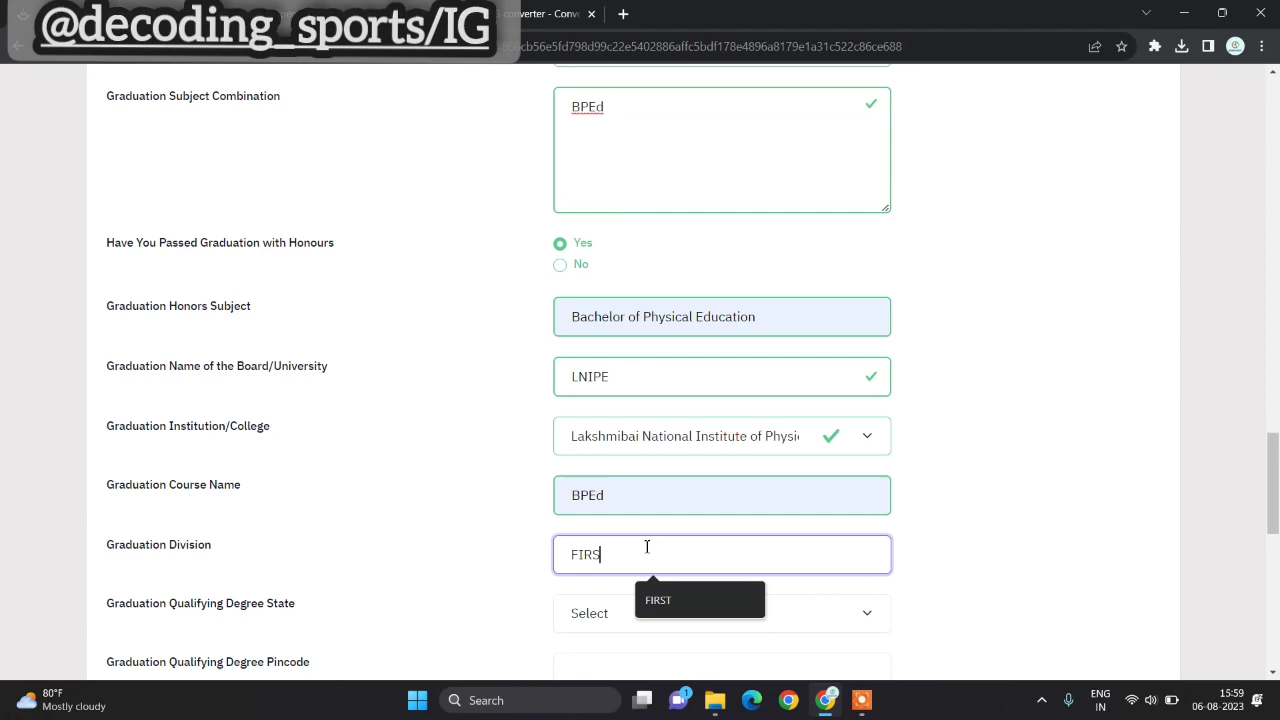 @decoding_sports/IG
converter - Conve
866cb56e5fd798d99c22e5402886affc5bdf178e4896a8179e1a31c522c86ce688
Graduation Subject Combination
BPEd
Have You Passed Graduation with Honours
Yes
No
Graduation Honors Subject
Bachelor of Physical Education
Graduation Name of the Board/University
LNIPE
Graduation Institution/College
Lakshmibai National Institute of Physi
Graduation Course Name
BPEd
Graduation Division
FIRS
FIRST
Graduation Qualifying Degree State
Select
Graduation Qualifying Degree Pincode
80°F
Mostly cloudy
Search
1
ENG
IN
15:59
06-08-2023